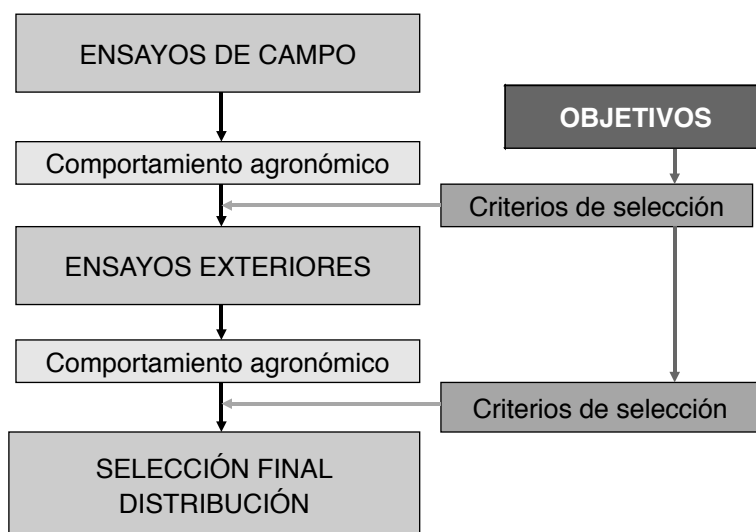 ENSAYOS DE CAMPO
OBJETIVOS
Comportamiento agronómico
Criterios de selección
ENSAYOS EXTERIORES
Comportamiento agronómico
Criterios de selección
SELECCIÓN FINAL
DISTRIBUCIÓN